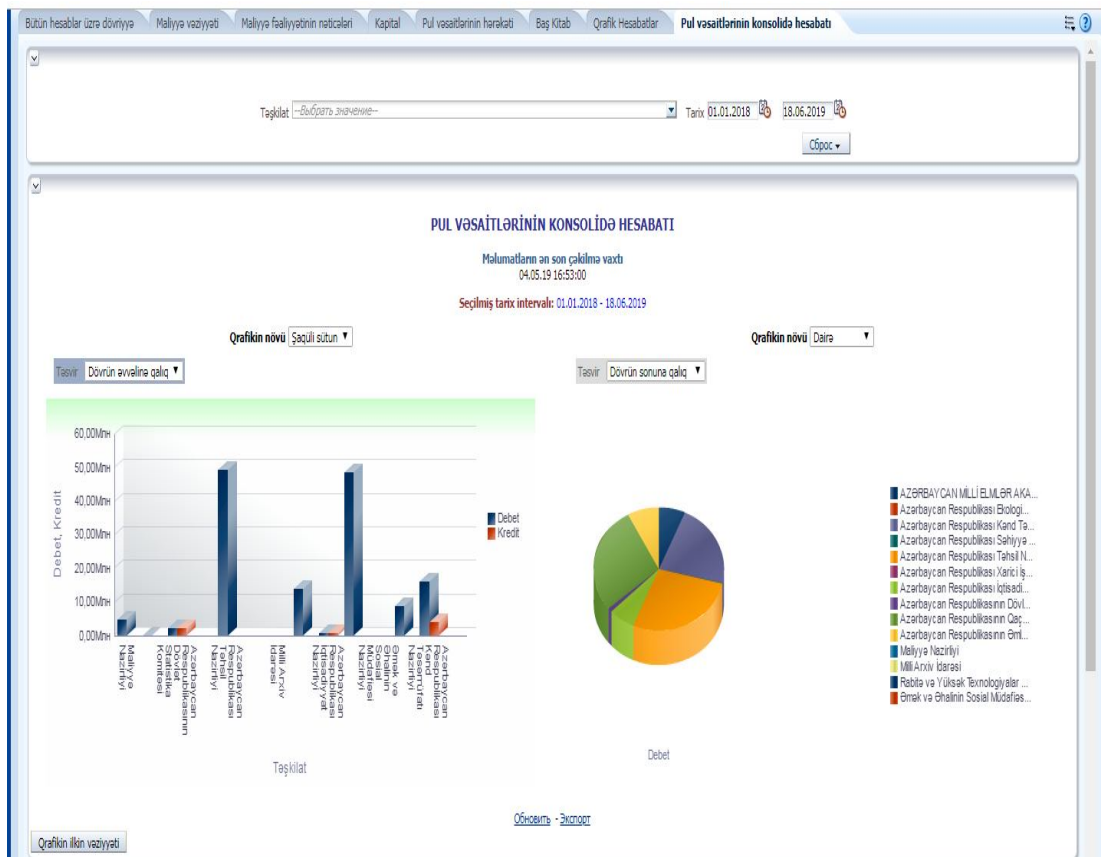 Bütün hesablar üzrə dövriyyə Maliyyə vəziyyəti Maliyyə fəaliyyətinin nəticələri Kapital Pul vəsaitlərinin hərəkəti Baş Kitab Qrafik Hesabatlar Pul vəsaitlərinin konsolidə hesabatı
Təşkilat --Выбрать значение-- Tarix 01.01.2018 18.06.2019
Сброс
PUL VƏSAİTLƏRİNİN KONSOLİDƏ HESABATI
Məlumatların ən son çəkilmə vaxtı
04.05.19 16:53:00
Seçilmiş tarix intervalı: 01.01.2018 - 18.06.2019
Qrafikin növü Şaquli sütun
Təsvir Dövrün əvvəlinə qalıq
60,00Млн
50,00Млн
40,00Млн
30,00Млн
20,00Млн
10,00Млн
0,00Млн
Debet, Kredit
Debet
Kredit
Maliyyə
Nazirliyi
Azərbaycan
Respublikasının
Dövlət
Statistika
Komitəsi
Azərbaycan
Respublikası
Təhsil
Nazirliyi
Milli Arxiv
İdarəsi
Azərbaycan
Respublikası
İqtisadiyyat
Nazirliyi
Əmək və
Əhalinin
Sosial
Müdafiəsi
Nazirliyi
Azərbaycan
Respublikası
Kənd
Təsərrüfatı
Nazirliyi
Təşkilat
Qrafikin növü Dairə
Təsvir Dövrün sonuna qalıq
AZƏRBAYCAN MİLLİ ELMLƏR AKA...
Azərbaycan Respublikası Ekologi...
Azərbaycan Respublikası Kənd Tə...
Azərbaycan Respublikası Səhiyyə ...
Azərbaycan Respublikası Təhsil N...
Azərbaycan Respublikası Xarici İş...
Azərbaycan Respublikası İqtisadi...
Azərbaycan Respublikasının Dövl...
Azərbaycan Respublikasının Qaç...
Azərbaycan Respublikasının Əml...
Maliyyə Nazirliyi
Milli Arxiv İdarəsi
Rabitə və Yüksək Texnologiyalar ...
Əmək və Əhalinin Sosial Müdafiəs...
Debet
Обновить - Экспорт
Qrafikin ilkin vəziyyəti